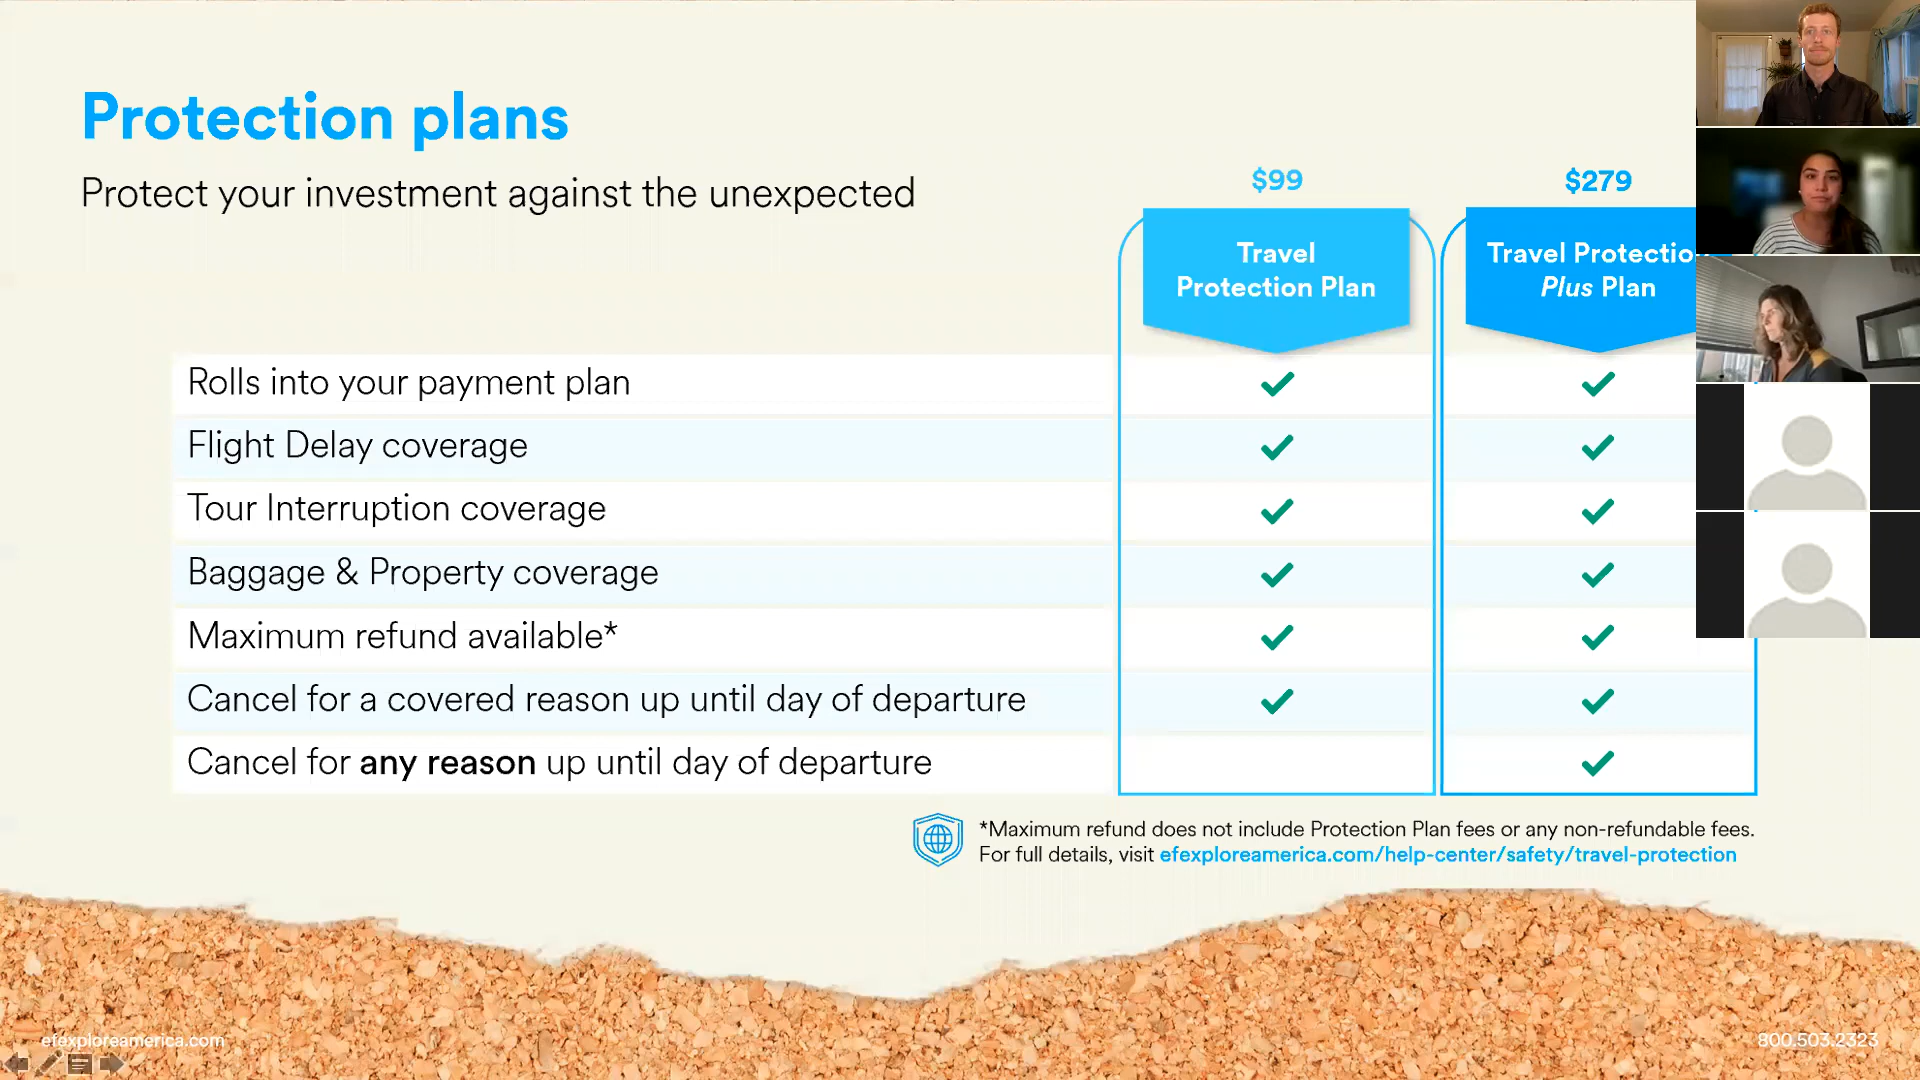 Protection plans
Protect your investment against the unexpected
$99
$279
Travel
Protection Plan
Travel Protectio
Plus Plan
Rolls into your payment plan
Flight Delay coverage
Tour Interruption coverage
Baggage & Property coverage
Maximum refund available*
Cancel for a covered reason up until day of departure
Cancel for any reason up until day of departure
*Maximum refund does not include Protection Plan fees or any non-refundable fees.
For full details, visit efexploreamerica.com/help-center/safety/travel-protection
efexploreamerica.com
800.503.2323